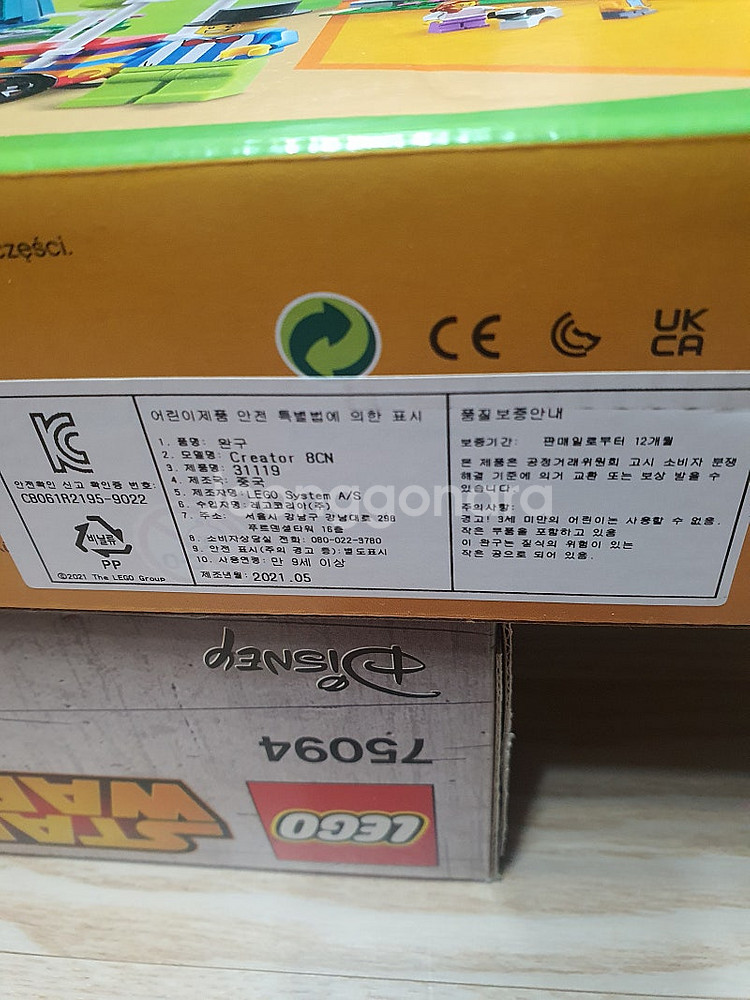 części.
CE
UK
CA
어린이제품 안전 특별법에 의한 표시
1. 품명: 완구
2. 모델명: Creator 8CN
3. 제품명: 31119
4. 제조국: 중국
5. 제조자명: LEGO System A/S
6. 수입자명: 레고코리아(주)
7. 주소: 서울시 강남구 강남대로 298
푸르덴셜타워 16층
8. 소비자상담실 전화: 080-022-3780
9. 안전 표시(주의 경고 등):별도표시
10. 사용연령: 만 9세 이상
제조년월: 2021.05
안전확인 신고 확인증 번호:
CB061R2195-9022
비닐류
PP
©2021 The LEGO Group
품질보증안내
보증기간: 판매일로부터 12개월
본 제품은 공정거래위원회 고시 소비자 분쟁
해결 기준에 의거 교환 또는 보상 받을 수
있습니다.
주의사항:
경고! 3세 미만의 어린이는 사용할 수 없음.
작은 부품을 포함하고 있음
이 완구는 질식의 위험이 있는
작은 공으로 되어 있음.
Disney
75094
STAR
WAR
LEGO